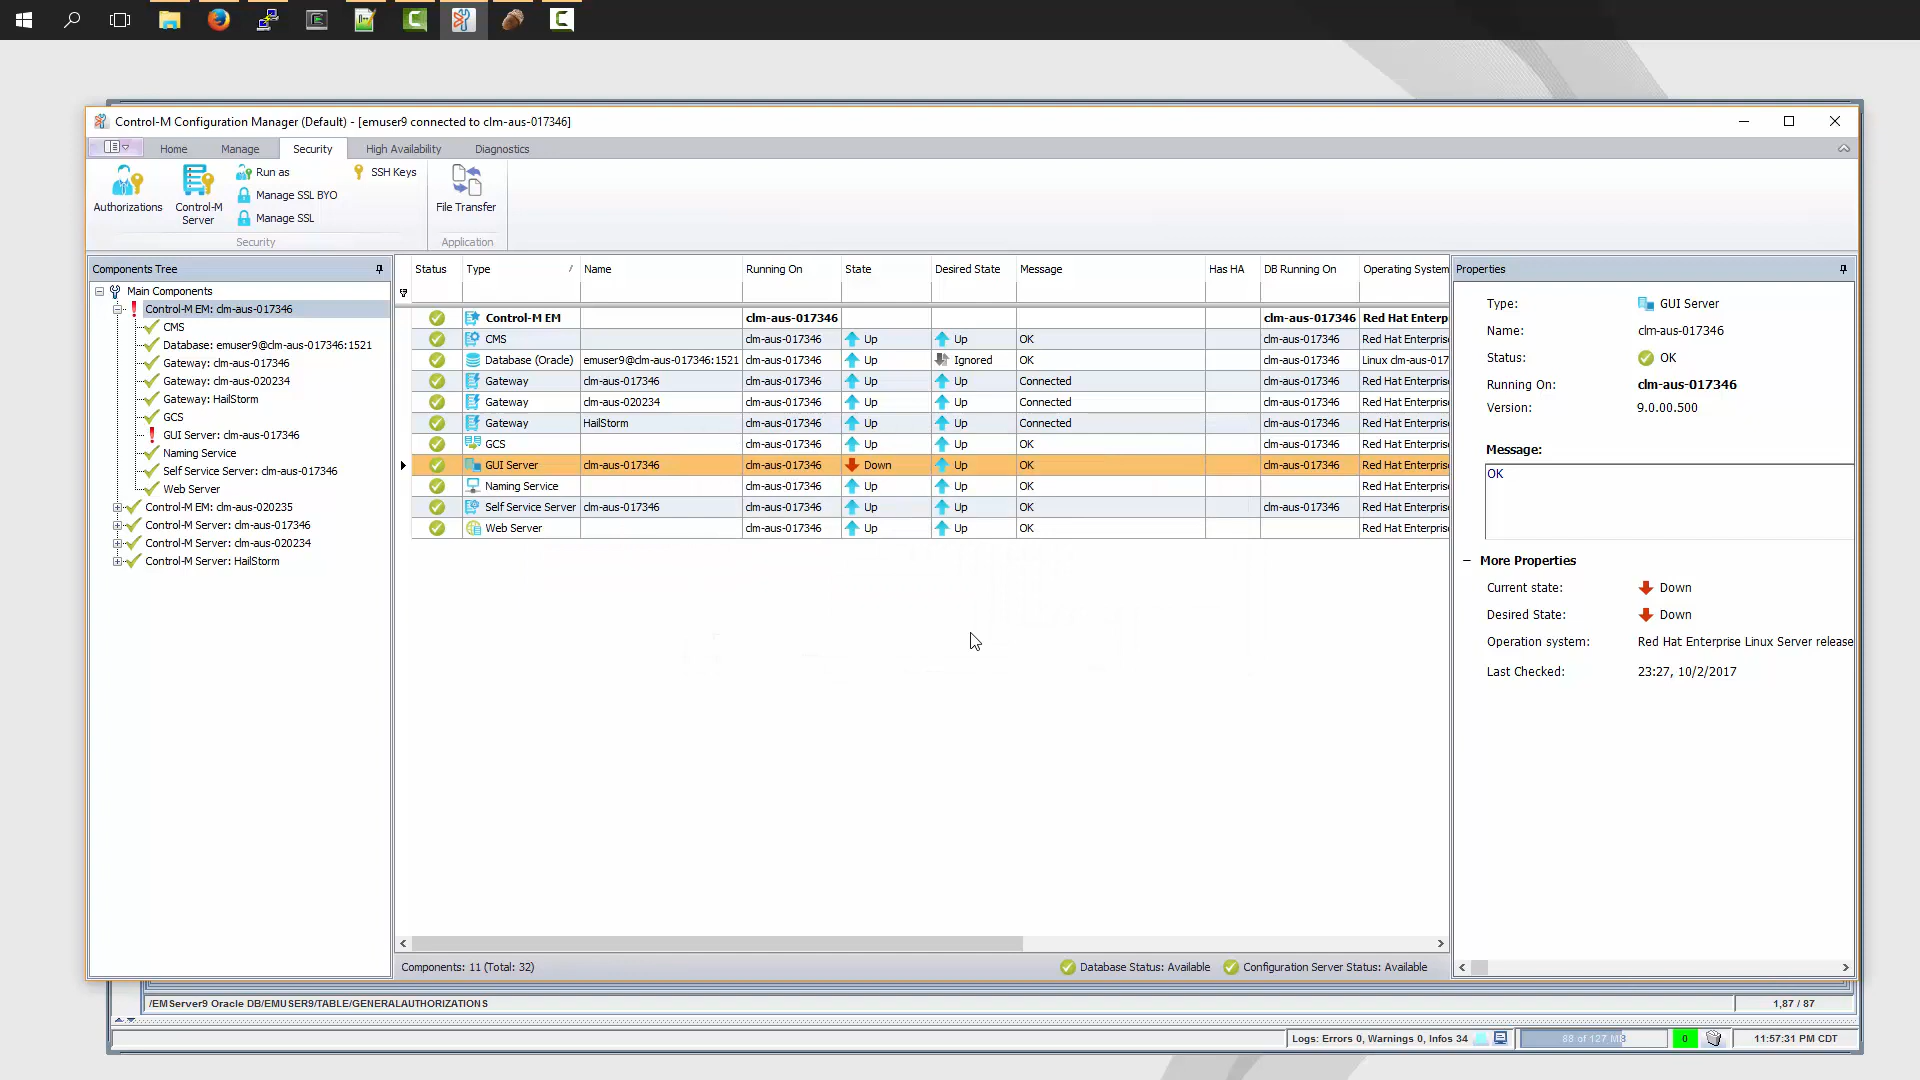 Control-M Configuration Manager (Default) - [emuser9 connected to clm-aus-017346]
Home Manage Security High Availability Diagnostics
Authorizations
Control-M Server
Run as
Manage SSL BYO
Manage SSL
SSH Keys
File Transfer
Security
Application
Components Tree
Main Components
Control-M EM: clm-aus-017346
CMS
Database: emuser9@clm-aus-017346:1521
Gateway: clm-aus-017346
Gateway: clm-aus-020234
Gateway: HailStorm
GCS
GUI Server: clm-aus-017346
Naming Service
Self Service Server: clm-aus-017346
Web Server
Control-M EM: clm-aus-020235
Control-M Server: clm-aus-017346
Control-M Server: clm-aus-020234
Control-M Server: HailStorm
Status Type / Name Running On State Desired State Message Has HA DB Running On Operating System
Control-M EM clm-aus-017346 clm-aus-017346 Red Hat Enterp
CMS clm-aus-017346 Up Up OK clm-aus-017346 Red Hat Enterprise
Database (Oracle) emuser9@clm-aus-017346:1521 clm-aus-017346 Up Ignored OK clm-aus-017346 Linux clm-aus-017
Gateway clm-aus-017346 clm-aus-017346 Up Up Connected clm-aus-017346 Red Hat Enterprise
Gateway clm-aus-020234 clm-aus-017346 Up Up Connected clm-aus-017346 Red Hat Enterprise
Gateway HailStorm clm-aus-017346 Up Up Connected clm-aus-017346 Red Hat Enterprise
GCS clm-aus-017346 Up Up OK clm-aus-017346 Red Hat Enterprise
GUI Server clm-aus-017346 clm-aus-017346 Down Up OK clm-aus-017346 Red Hat Enterprise
Naming Service clm-aus-017346 Up Up OK Red Hat Enterprise
Self Service Server clm-aus-017346 clm-aus-017346 Up Up OK clm-aus-017346 Red Hat Enterprise
Web Server clm-aus-017346 Up Up OK Red Hat Enterprise
Components: 11 (Total: 32) Database Status: Available Configuration Server Status: Available
Properties
Type: GUI Server
Name: clm-aus-017346
Status: OK
Running On: clm-aus-017346
Version: 9.0.00.500
Message:
OK
More Properties
Current state: Down
Desired State: Down
Operation system: Red Hat Enterprise Linux Server release
Last Checked: 23:27, 10/2/2017
/EMServer9 Oracle DB/EMUSER9/TABLE/GENERALAUTHORIZATIONS 1,87 / 87
Logs: Errors 0, Warnings 0, Infos 34 88 of 127 MB 0 11:57:31 PM CDT